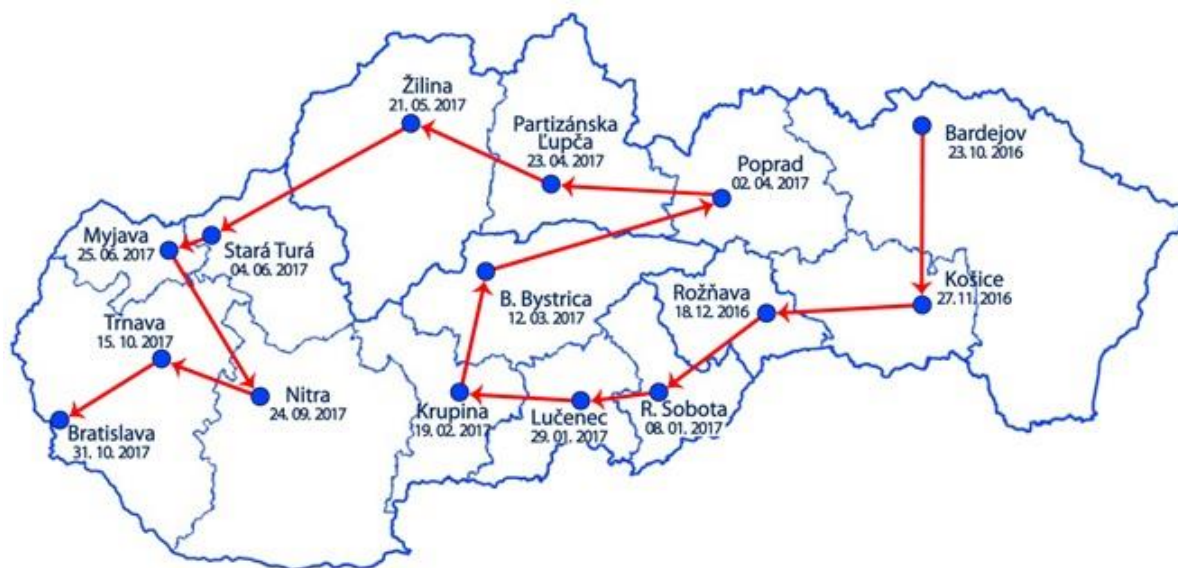 Žilina
21. 05. 2017
Partizánska
Ľupča
23. 04. 2017
Poprad
02. 04. 2017
Bardejov
23. 10. 2016
Myjava
25. 06. 2017
Stará Turá
04. 06. 2017
B. Bystrica
12. 03. 2017
Rožňava
18. 12. 2016
Košice
27. 11. 2016
Trnava
15. 10. 2017
Nitra
24. 09. 2017
Krupina
19. 02. 2017
Lučenec
29. 01. 2017
R. Sobota
08. 01. 2017
Bratislava
31. 10. 2017